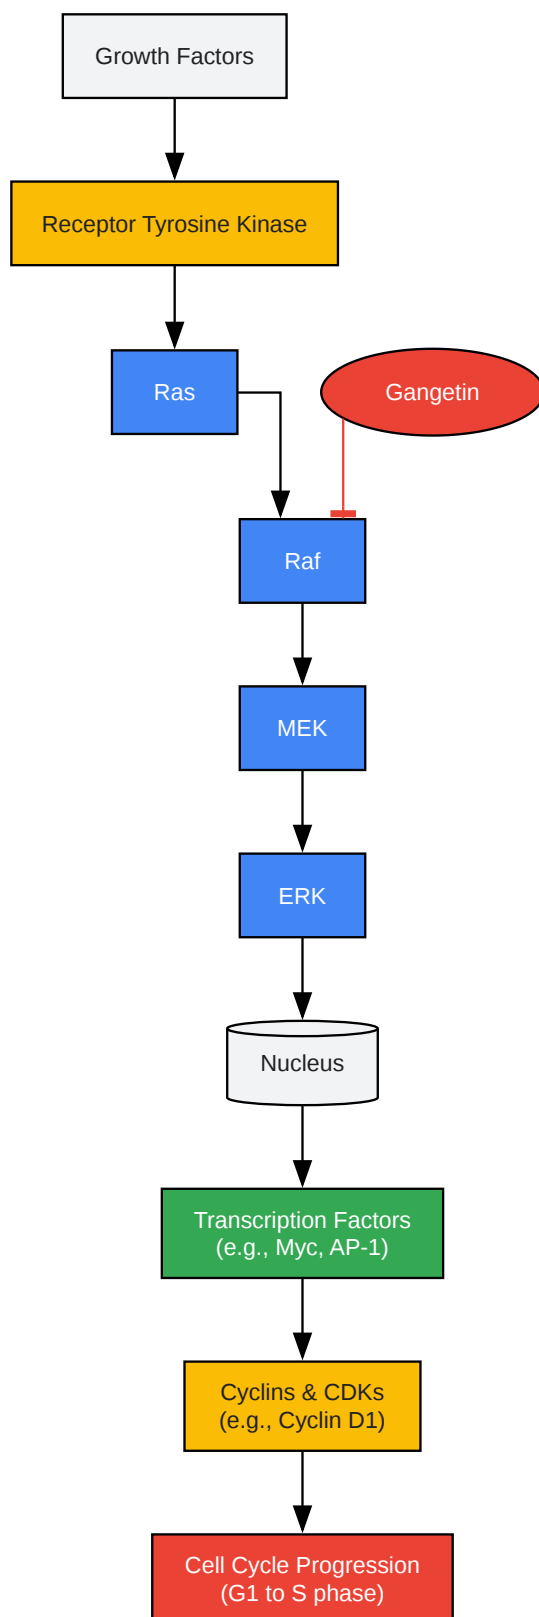 Growth Factors
Receptor Tyrosine Kinase
Ras
Gangetin
Raf
MEK
ERK
Nucleus
Transcription Factors
(e.g., Myc, AP-1)
Cyclins & CDKs
(e.g., Cyclin D1)
Cell Cycle Progression
(G1 to S phase)